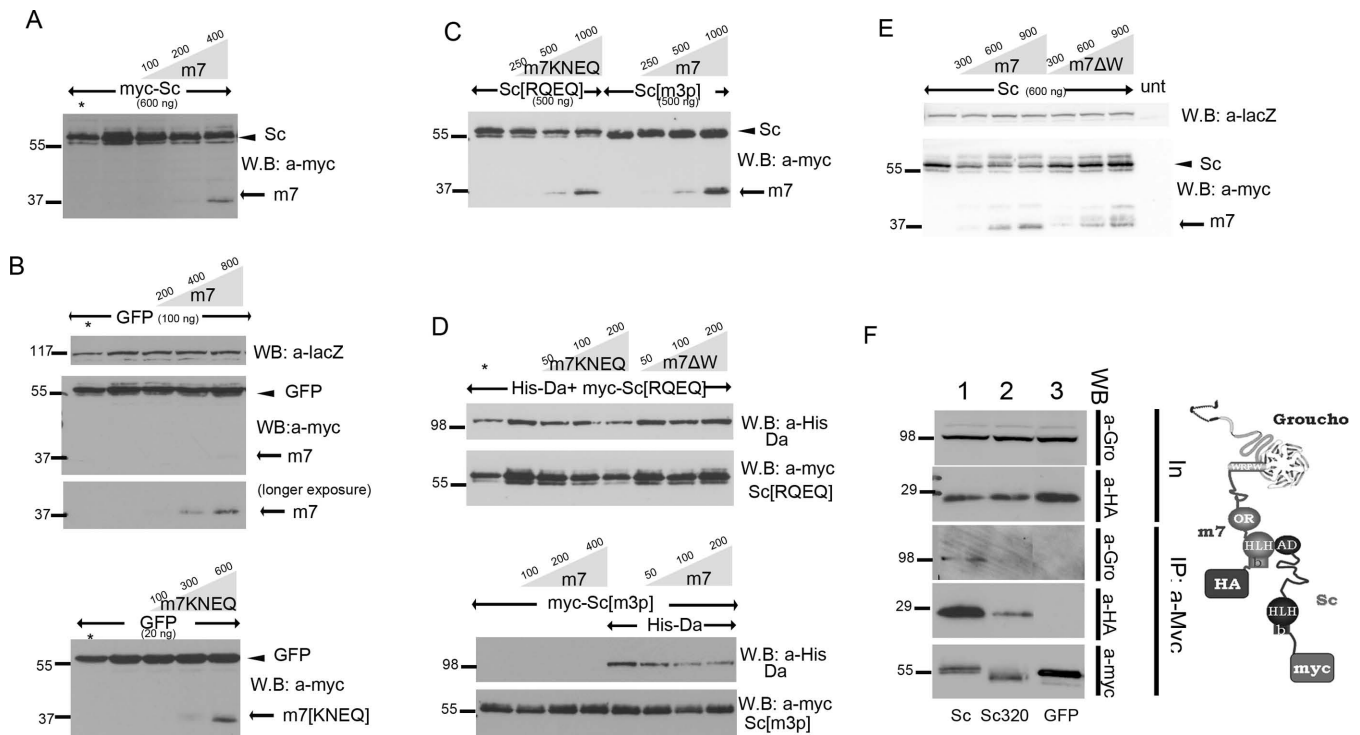 A
100 200 400
m7
myc-Sc
(600 ng)
*
Sc
55
W.B: a-myc
37
m7
B
200 400 800
m7
GFP (100 ng)
*
117
WB: a-lacZ
55
GFP
WB:a-myc
37
m7
(longer exposure)
37
m7
100 300 600
m7KNEQ
GFP
(20 ng)
*
55
GFP
W.B: a-myc
37
m7[KNEQ]
C
250 500 1000 250 500 1000
m7KNEQ m7
Sc[RQEQ] Sc[m3p]
(500 ng) (500 ng)
55
Sc
W.B: a-myc
37
m7
D
50 100 200 50 100 200
* m7KNEQ m7ΔW
His-Da+ myc-Sc[RQEQ]
98
W.B: a-His
Da
55
W.B: a-myc
Sc[RQEQ]
100 200 400 50 100 200
m7 m7
myc-Sc[m3p]
His-Da
98
W.B: a-His
Da
55
W.B: a-myc
Sc[m3p]
E
300 600 900 300 600 900
m7 m7ΔW
Sc (600 ng) unt
W.B: a-lacZ
55
Sc
W.B: a-myc
37
m7
F
1 2 3 WB
98 a-Gro
29 a-HA
In
98 a-Gro
29 a-HA
55 a-myc
IP: a-Myc
Sc Sc320 GFP
Groucho
WRPW
OR
m7
HLH AD
b
HA
Sc
HLH
b
myc